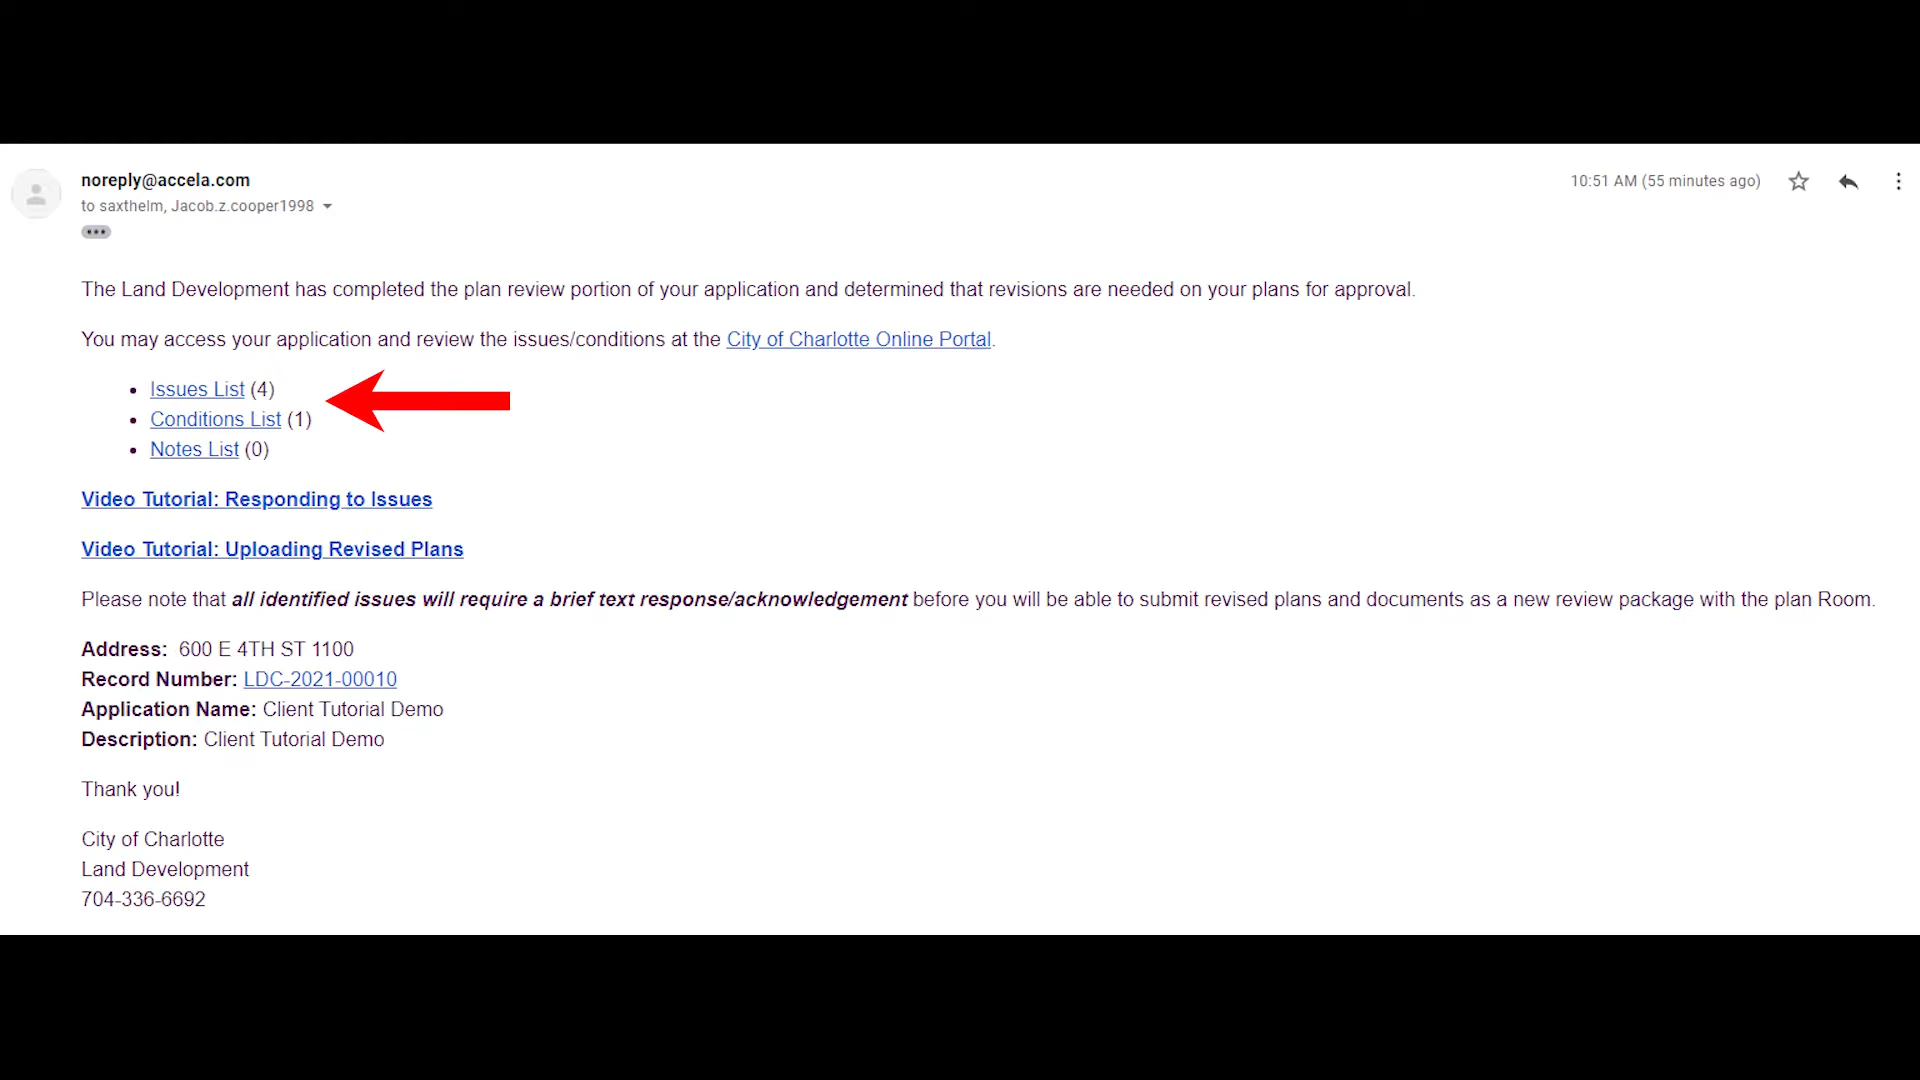 noreply@accela.com
10:51 AM (55 minutes ago)
to saxthelm, Jacob.z.cooper1998
The Land Development has completed the plan review portion of your application and determined that revisions are needed on your plans for approval.
You may access your application and review the issues/conditions at the City of Charlotte Online Portal.
• Issues List (4)
• Conditions List (1)
• Notes List (0)
Video Tutorial: Responding to Issues
Video Tutorial: Uploading Revised Plans
Please note that all identified issues will require a brief text response/acknowledgement before you will be able to submit revised plans and documents as a new review package with the plan Room.
Address: 600 E 4TH ST 1100
Record Number: LDC-2021-00010
Application Name: Client Tutorial Demo
Description: Client Tutorial Demo
Thank you!
City of Charlotte
Land Development
704-336-6692